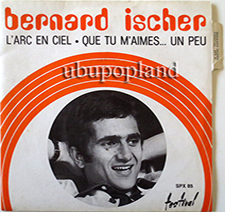 bernard ischer
L'ARC EN CIEL • QUE TU M'AIMES... UN PEU
ubupopland
SPX 85
festival